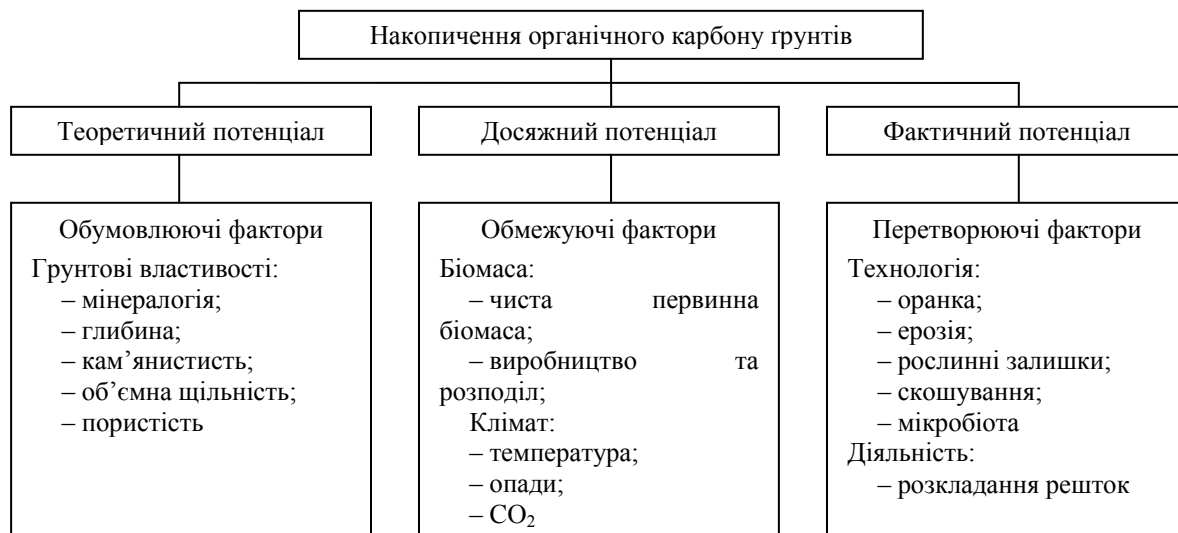 Накопичення органічного карбону ґрунтів
Теоретичний потенціал
Досяжний потенціал
Фактичний потенціал
Обумовлюючі фактори
Грунтові властивості:
– мінералогія;
– глибина;
– кам’янистисть;
– об’ємна щільність;
– пористість
Обмежуючі фактори
Біомаса:
– чиста первинна
біомаса;
– виробництво та
розподіл;
Клімат:
– температура;
– опади;
– CO₂
Перетворюючі фактори
Технологія:
– оранка;
– ерозія;
– рослинні залишки;
– скошування;
– мікробіота
Діяльність:
– розкладання решток